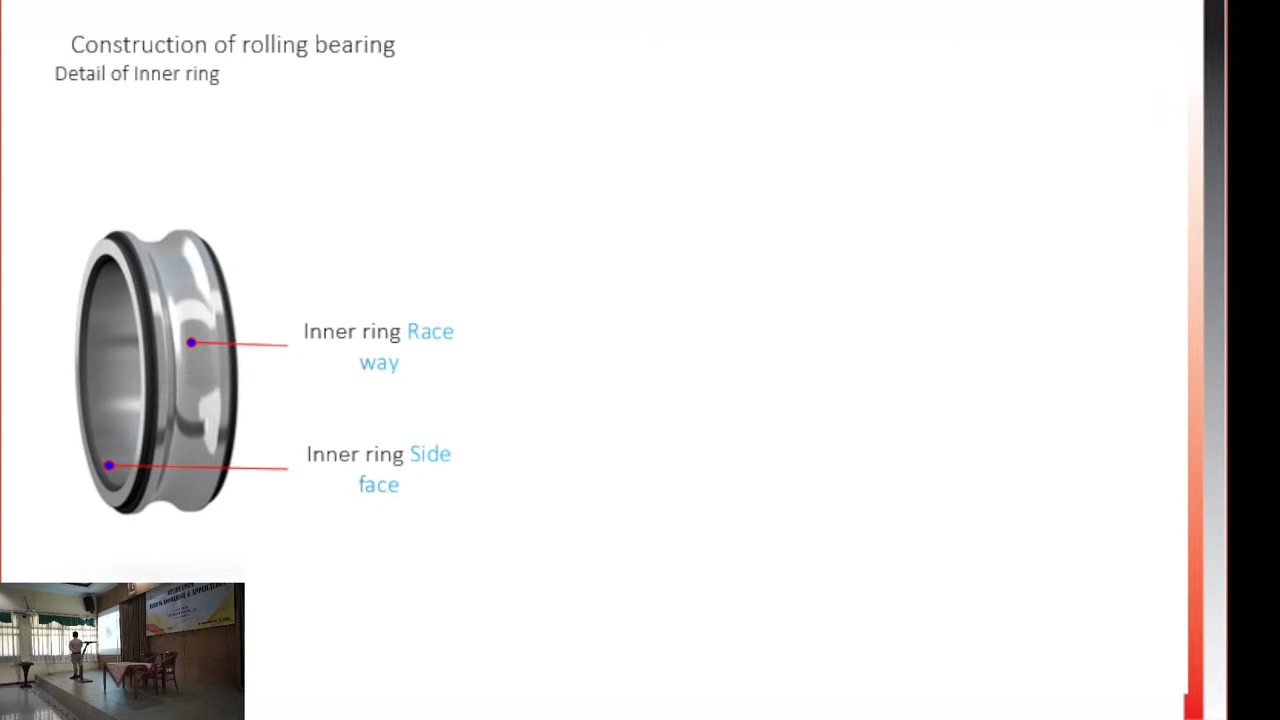 Construction of rolling bearing
Detail of Inner ring
Inner ring Race
way
Inner ring Side
face